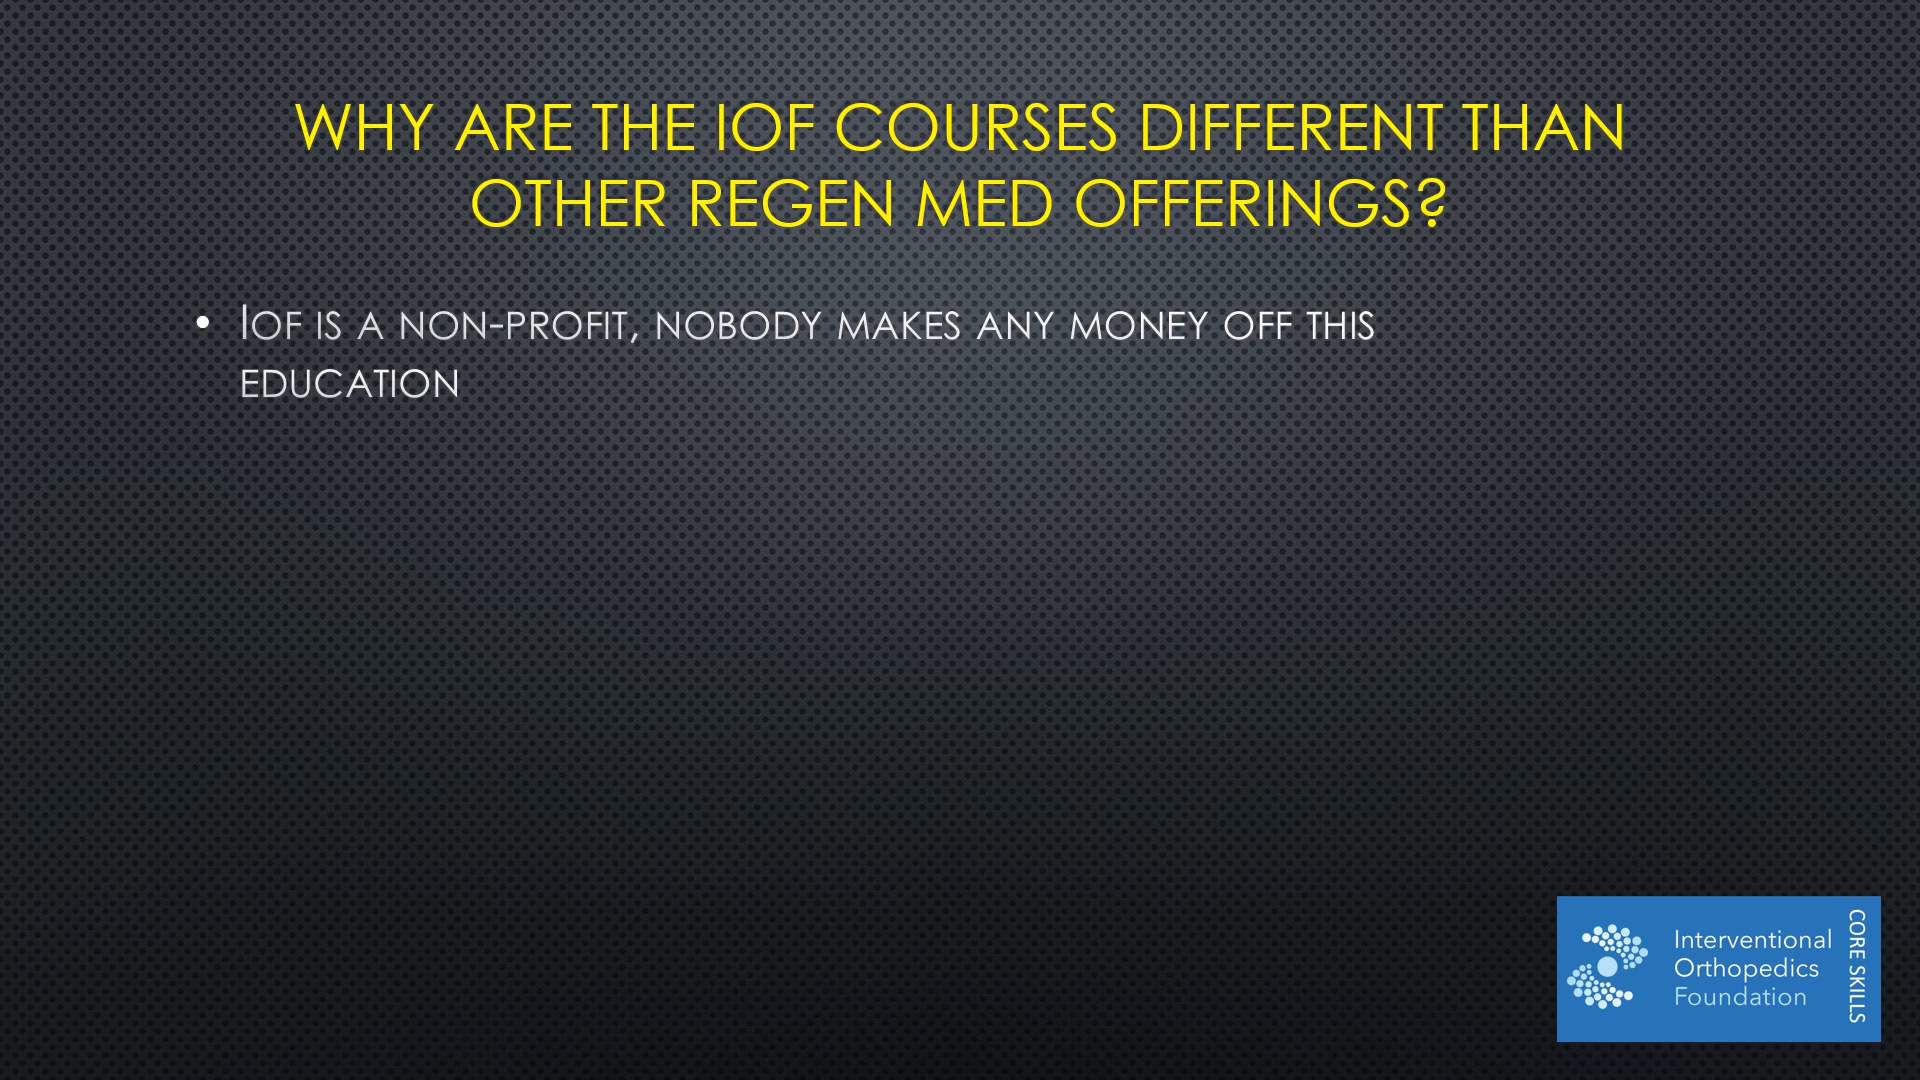 WHY ARE THE IOF COURSES DIFFERENT THAN
OTHER REGEN MED OFFERINGS?
• IOF IS A NON-PROFIT, NOBODY MAKES ANY MONEY OFF THIS
EDUCATION
Interventional
Orthopedics
Foundation
CORE SKILLS